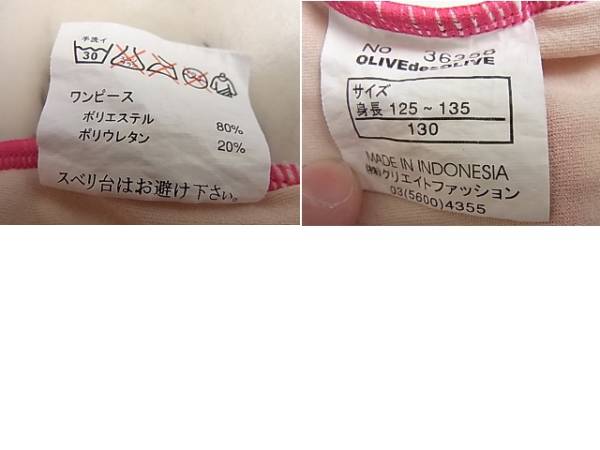 手洗イ
30
ワンピース
ポリエステル 80%
ポリウレタン 20%
スベリ台はお避け下さい。
No
OLIVEdesOLIVE
サイズ
身長 125~135
130
MADE IN INDONESIA
㈱クリエイトファッション
03(5600)4355